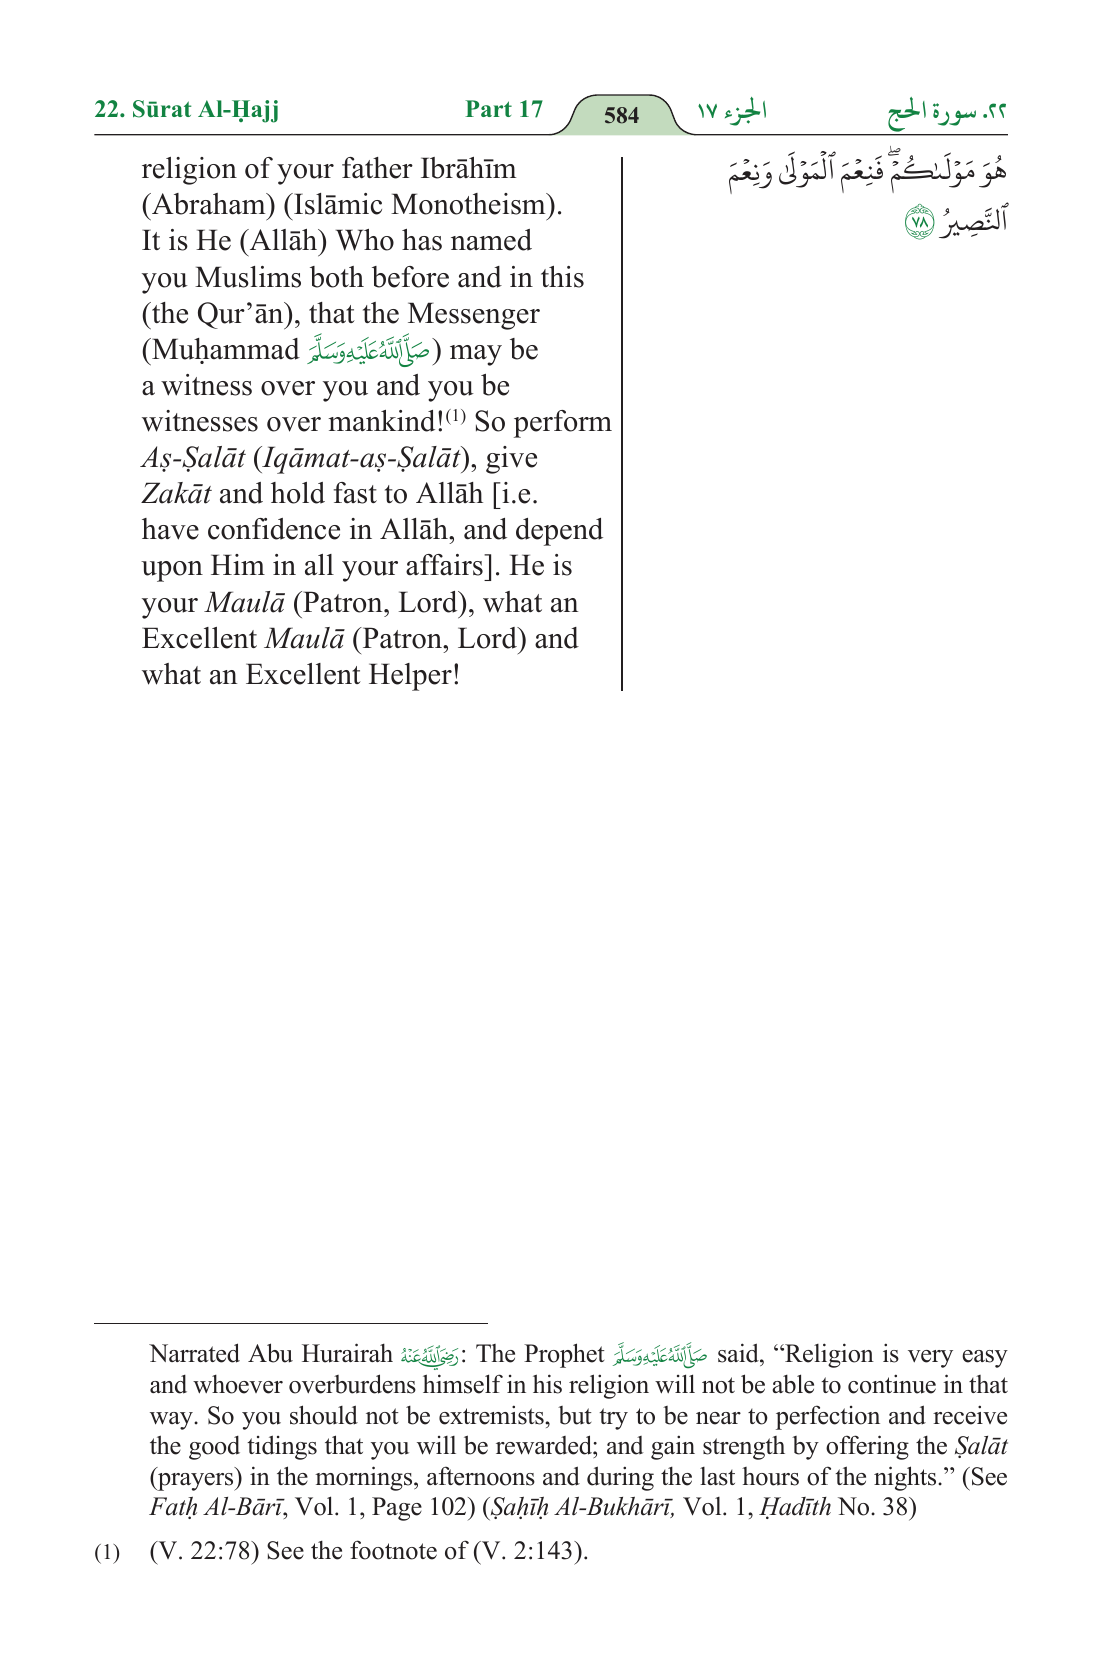 22. Sūrat Al-Ḥajj Part 17 584 الجزء ١٧ ٢٢. سورة الحج
religion of your father Ibrāhīm
(Abraham) (Islāmic Monotheism).
It is He (Allāh) Who has named
you Muslims both before and in this
(the Qur’ān), that the Messenger
(Muḥammad صَلَّى ٱللَّهُ عَلَيْهِ وَسَلَّمَ) may be
a witness over you and you be
witnesses over mankind!(1) So perform
Aṣ-Ṣalāt (Iqāmat-aṣ-Ṣalāt), give
Zakāt and hold fast to Allāh [i.e.
have confidence in Allāh, and depend
upon Him in all your affairs]. He is
your Maulā (Patron, Lord), what an
Excellent Maulā (Patron, Lord) and
what an Excellent Helper!
هُوَ مَوْلَىٰكُمْ ۖ فَنِعْمَ ٱلْمَوْلَىٰ وَنِعْمَ
ٱلنَّصِيرُ ٧٨
Narrated Abu Hurairah رَضِيَ ٱللَّهُ عَنْهُ: The Prophet صَلَّى ٱللَّهُ عَلَيْهِ وَسَلَّمَ said, “Religion is very easy
and whoever overburdens himself in his religion will not be able to continue in that
way. So you should not be extremists, but try to be near to perfection and receive
the good tidings that you will be rewarded; and gain strength by offering the Ṣalāt
(prayers) in the mornings, afternoons and during the last hours of the nights.” (See
Fatḥ Al-Bārī, Vol. 1, Page 102) (Ṣaḥīḥ Al-Bukhārī, Vol. 1, Ḥadīth No. 38)
(1) (V. 22:78) See the footnote of (V. 2:143).